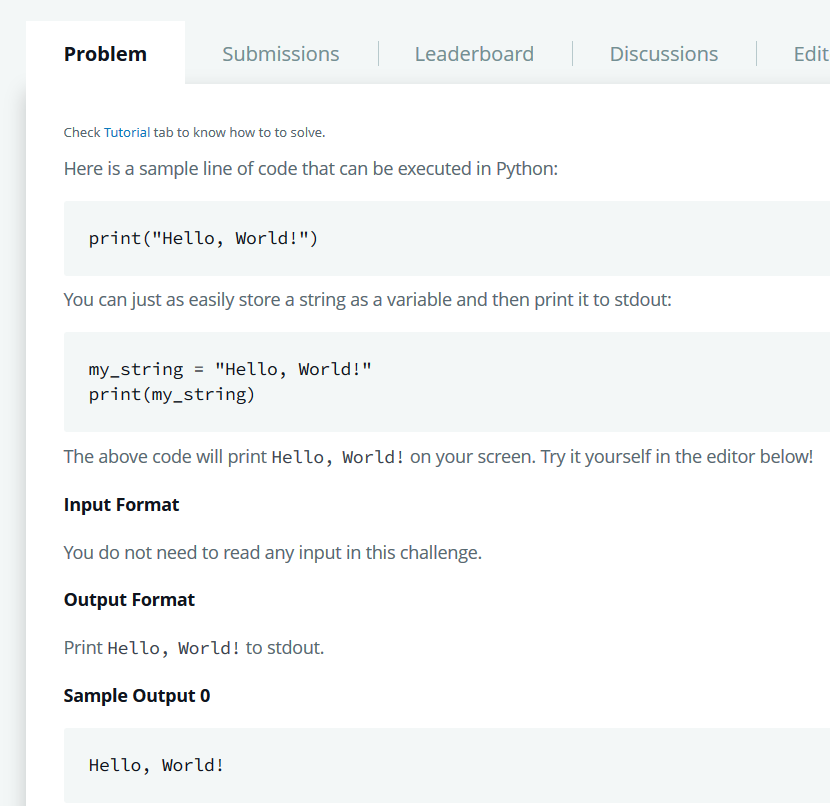 Problem
Submissions
Leaderboard
Discussions
Edit
Check Tutorial tab to know how to to solve.
Here is a sample line of code that can be executed in Python:
print("Hello, World!")
You can just as easily store a string as a variable and then print it to stdout:
my_string = "Hello, World!"
print(my_string)
The above code will print Hello, World! on your screen. Try it yourself in the editor below!
Input Format
You do not need to read any input in this challenge.
Output Format
Print Hello, World! to stdout.
Sample Output 0
Hello, World!